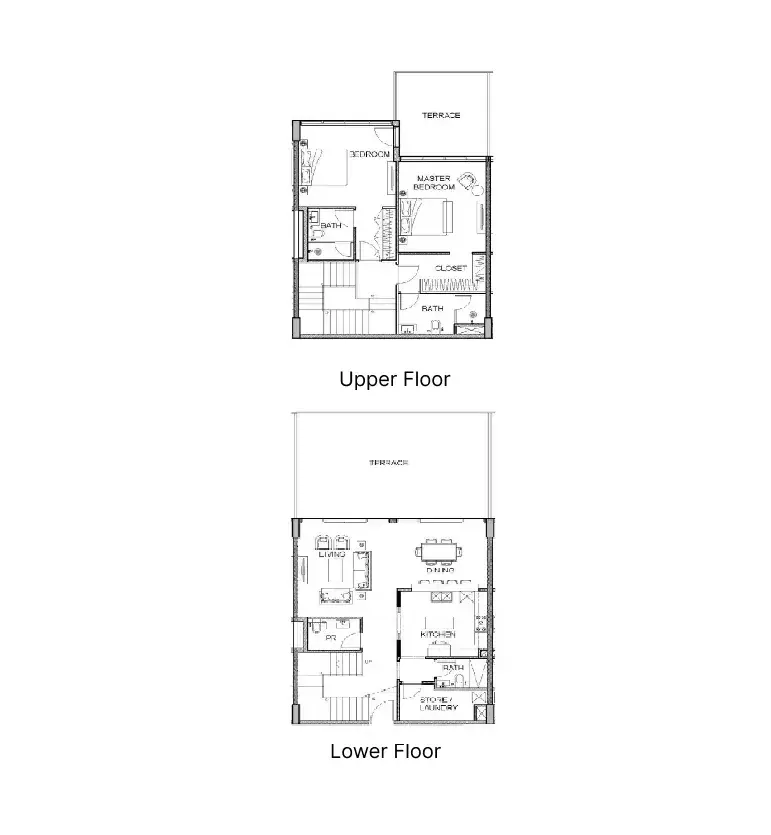 TERRACE
BEDROOM
MASTER
BEDROOM
BATH
CLOSET
BATH
Upper Floor
TERRACE
LIVING
DINING
PR
KITCHEN
UP
BATH
STORE/
LAUNDRY
Lower Floor